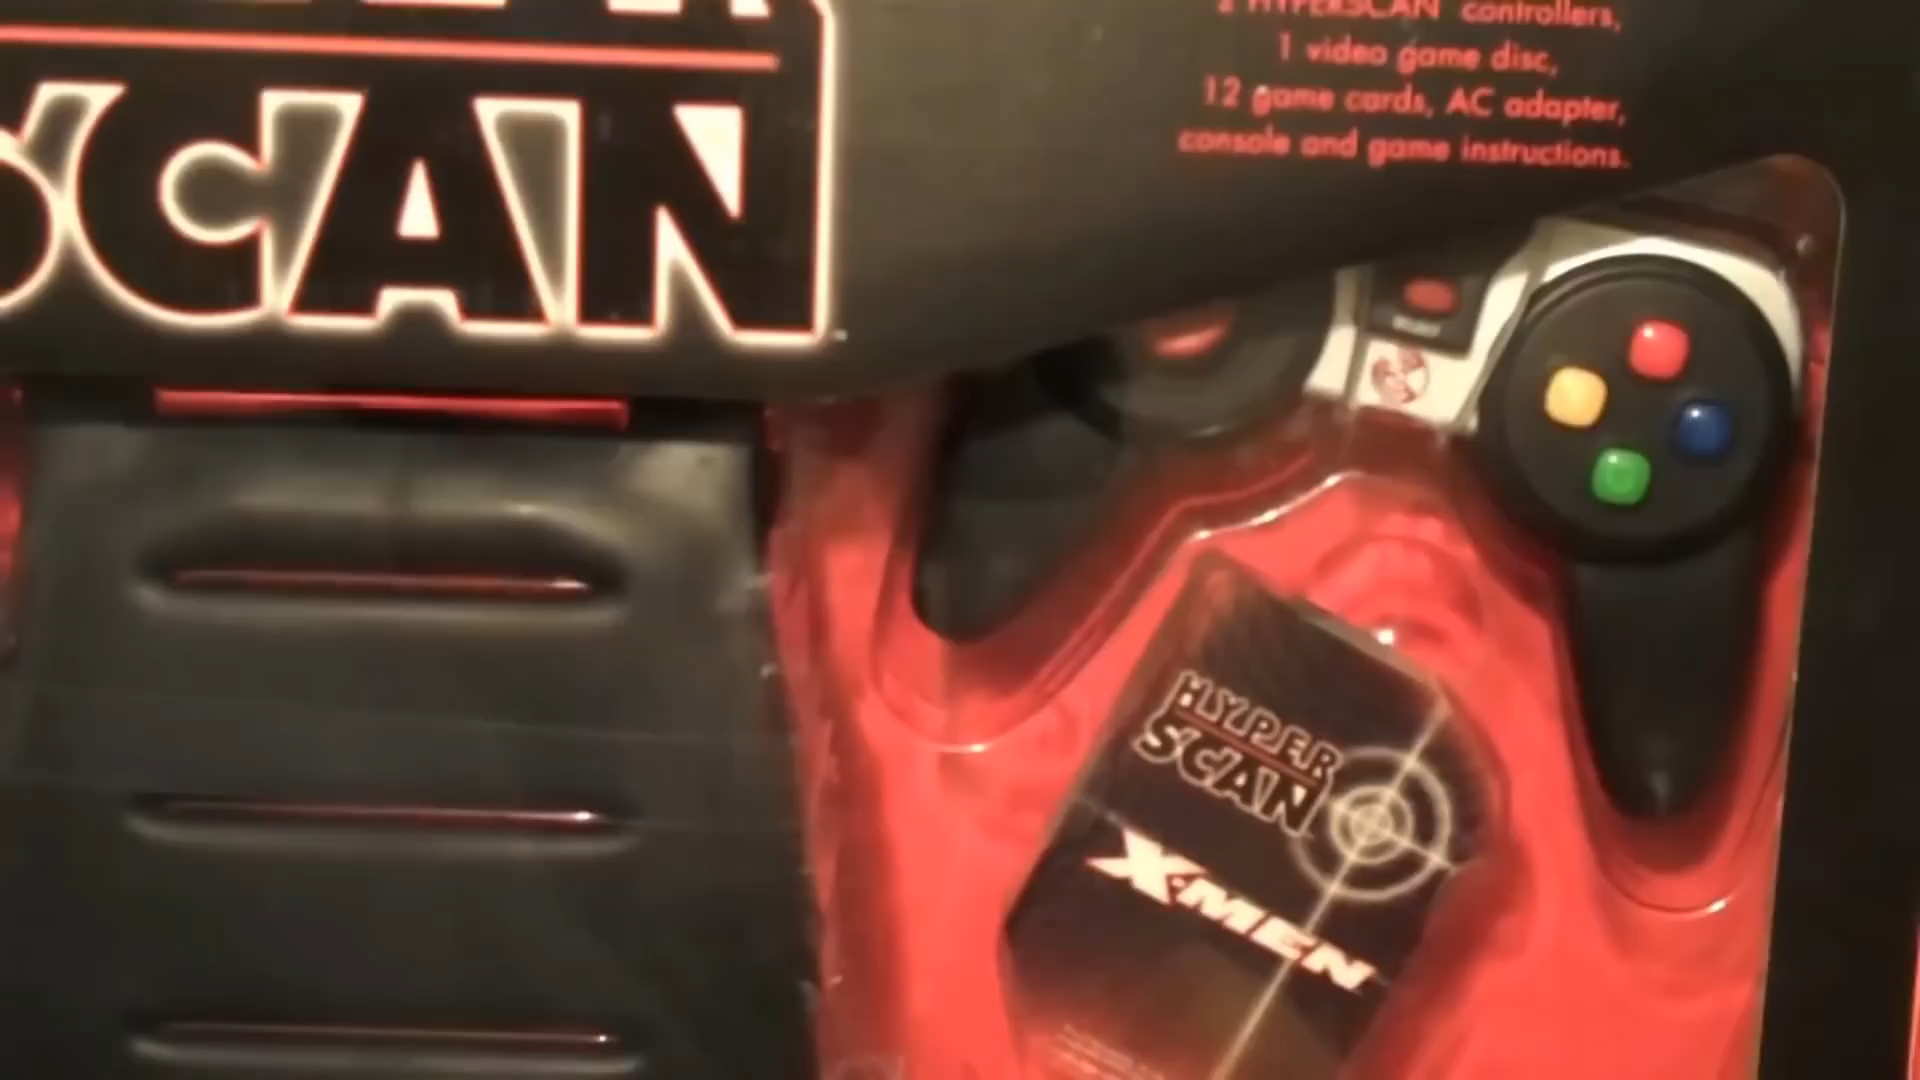 SCAN
2 HYPERSCAN controllers,
1 video game disc,
12 game cards, AC adapter,
console and game instructions.
SELECT
HYPER
SCAN
X-MEN